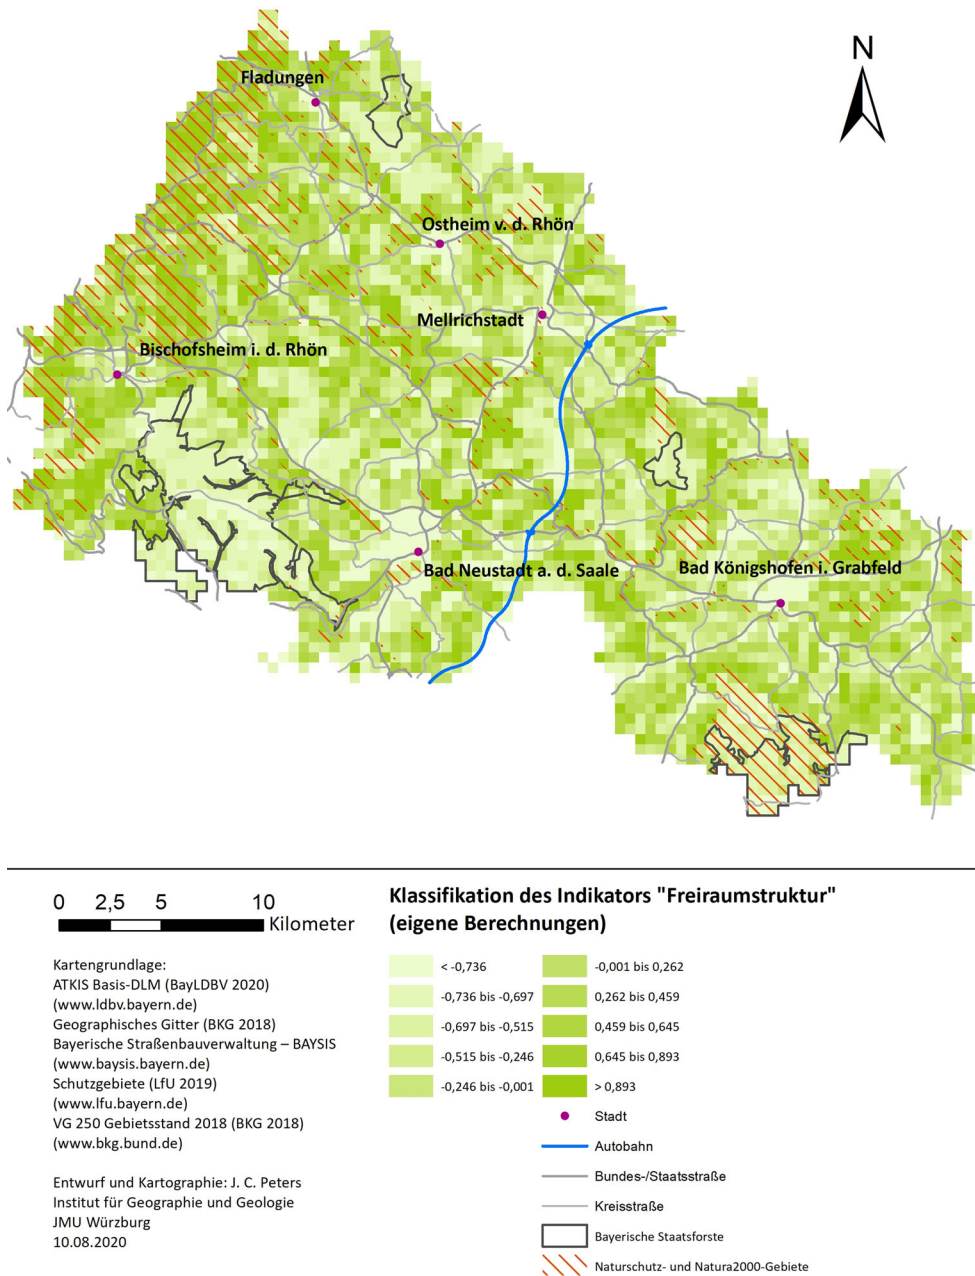 N
Fladungen
Ostheim v. d. Rhön
Mellrichstadt
Bischofsheim i. d. Rhön
Bad Neustadt a. d. Saale
Bad Königshofen i. Grabfeld
0 2,5 5 10
Kilometer
Kartengrundlage:
ATKIS Basis-DLM (BayLDBV 2020)
(www.ldbv.bayern.de)
Geographisches Gitter (BKG 2018)
Bayerische Straßenbauverwaltung – BAYSIS
(www.baysis.bayern.de)
Schutzgebiete (LfU 2019)
(www.lfu.bayern.de)
VG 250 Gebietsstand 2018 (BKG 2018)
(www.bkg.bund.de)
Entwurf und Kartographie: J. C. Peters
Institut für Geographie und Geologie
JMU Würzburg
10.08.2020
Klassifikation des Indikators "Freiraumstruktur"
(eigene Berechnungen)
< -0,736
-0,736 bis -0,697
-0,697 bis -0,515
-0,515 bis -0,246
-0,246 bis -0,001
-0,001 bis 0,262
0,262 bis 0,459
0,459 bis 0,645
0,645 bis 0,893
> 0,893
Stadt
Autobahn
Bundes-/Staatsstraße
Kreisstraße
Bayerische Staatsforste
Naturschutz- und Natura2000-Gebiete